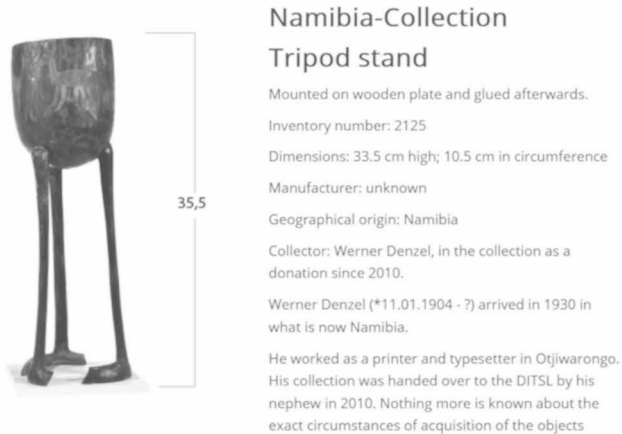 Namibia-Collection
Tripod stand
Mounted on wooden plate and glued afterwards.
Inventory number: 2125
Dimensions: 33.5 cm high; 10.5 cm in circumference
Manufacturer: unknown
35,5
Geographical origin: Namibia
Collector: Werner Denzel, in the collection as a
donation since 2010.
Werner Denzel (*11.01.1904 - ?) arrived in 1930 in
what is now Namibia.
He worked as a printer and typesetter in Otjiwarongo.
His collection was handed over to the DITSL by his
nephew in 2010. Nothing more is known about the
exact circumstances of acquisition of the objects